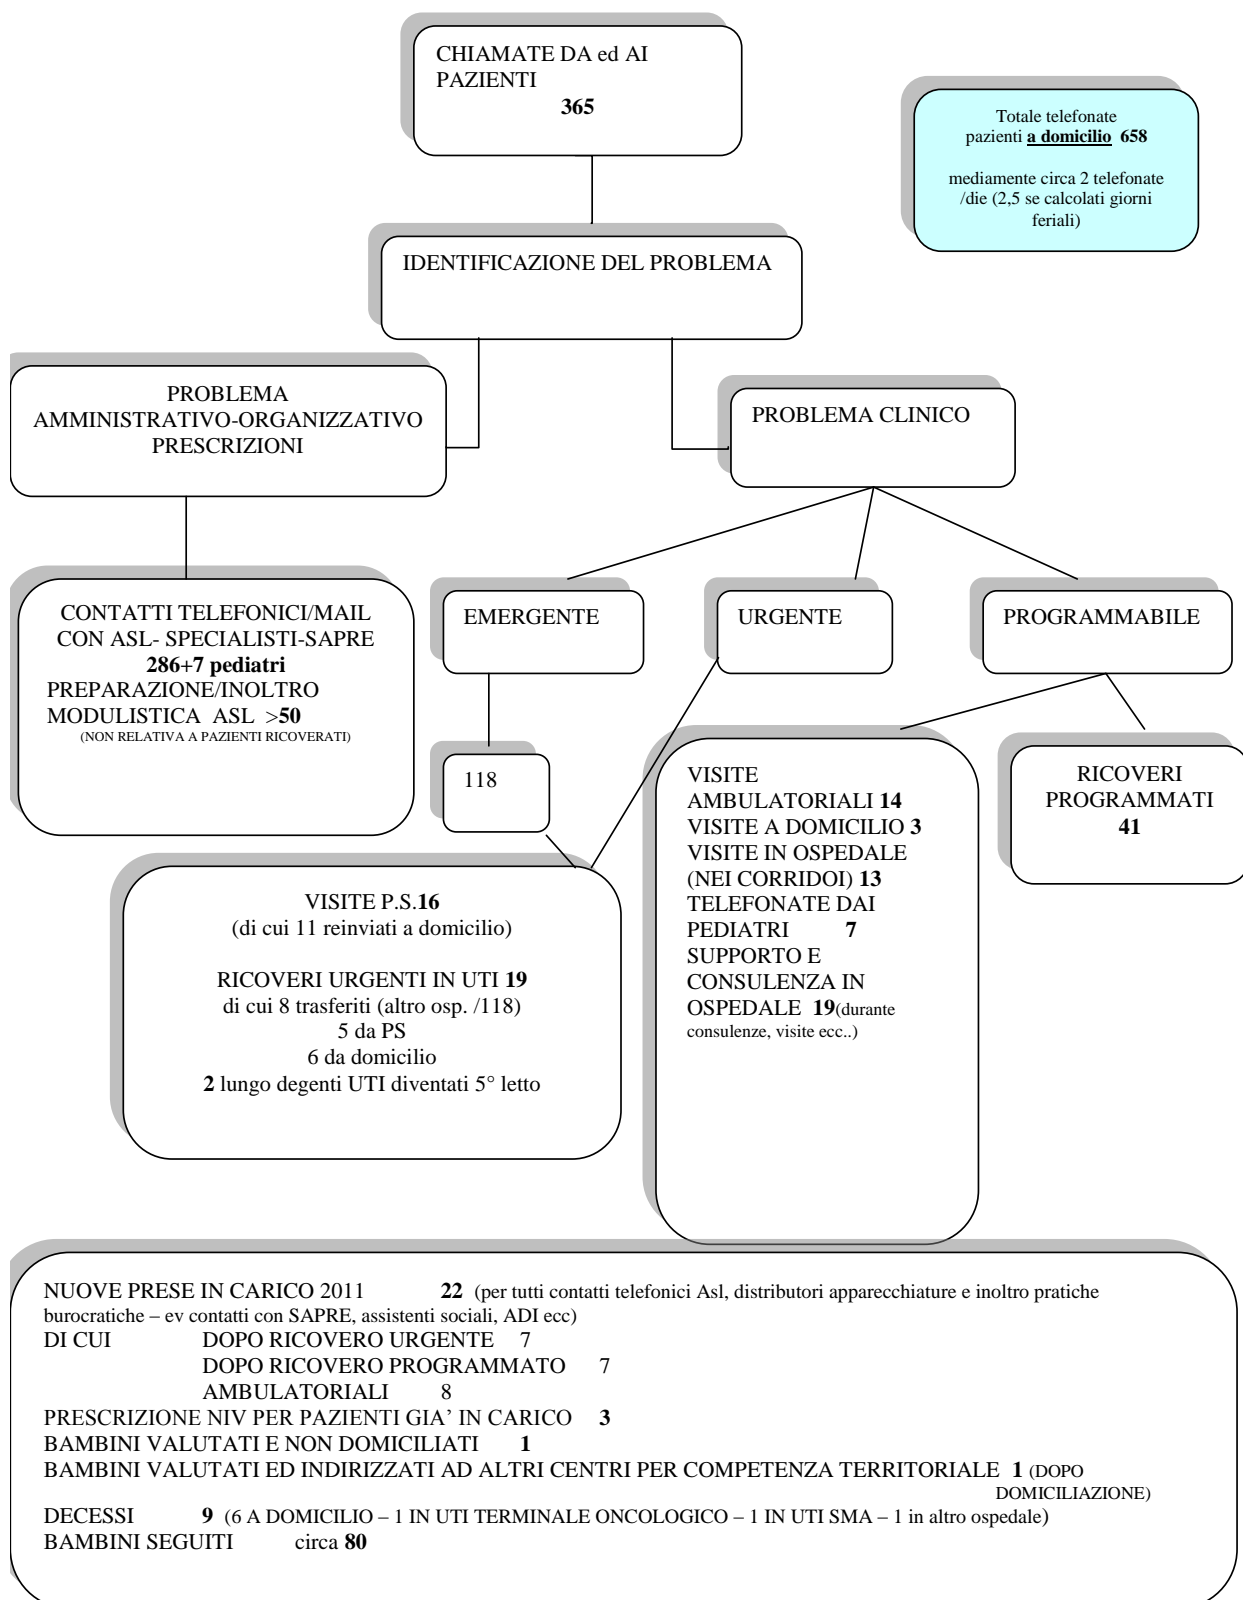 CHIAMATE DA ed AI
PAZIENTI
365
Totale telefonate
pazienti a domicilio 658
mediamente circa 2 telefonate
/die (2,5 se calcolati giorni
feriali)
IDENTIFICAZIONE DEL PROBLEMA
PROBLEMA
AMMINISTRATIVO-ORGANIZZATIVO
PRESCRIZIONI
PROBLEMA CLINICO
CONTATTI TELEFONICI/MAIL
CON ASL- SPECIALISTI-SAPRE
286+7 pediatri
PREPARAZIONE/INOLTRO
MODULISTICA ASL >50
(NON RELATIVA A PAZIENTI RICOVERATI)
EMERGENTE
URGENTE
PROGRAMMABILE
118
VISITE
AMBULATORIALI 14
VISITE A DOMICILIO 3
VISITE IN OSPEDALE
(NEI CORRIDOI) 13
TELEFONATE DAI
PEDIATRI 7
SUPPORTO E
CONSULENZA IN
OSPEDALE 19(durante
consulenze, visite ecc..)
RICOVERI
PROGRAMMATI
41
VISITE P.S.16
(di cui 11 reinviati a domicilio)
RICOVERI URGENTI IN UTI 19
di cui 8 trasferiti (altro osp. /118)
5 da PS
6 da domicilio
2 lungo degenti UTI diventati 5° letto
NUOVE PRESE IN CARICO 2011 22 (per tutti contatti telefonici Asl, distributori apparecchiature e inoltro pratiche
burocratiche – ev contatti con SAPRE, assistenti sociali, ADI ecc)
DI CUI DOPO RICOVERO URGENTE 7
DOPO RICOVERO PROGRAMMATO 7
AMBULATORIALI 8
PRESCRIZIONE NIV PER PAZIENTI GIA’ IN CARICO 3
BAMBINI VALUTATI E NON DOMICILIATI 1
BAMBINI VALUTATI ED INDIRIZZATI AD ALTRI CENTRI PER COMPETENZA TERRITORIALE 1 (DOPO
DOMICILIAZIONE)
DECESSI 9 (6 A DOMICILIO – 1 IN UTI TERMINALE ONCOLOGICO – 1 IN UTI SMA – 1 in altro ospedale)
BAMBINI SEGUITI circa 80